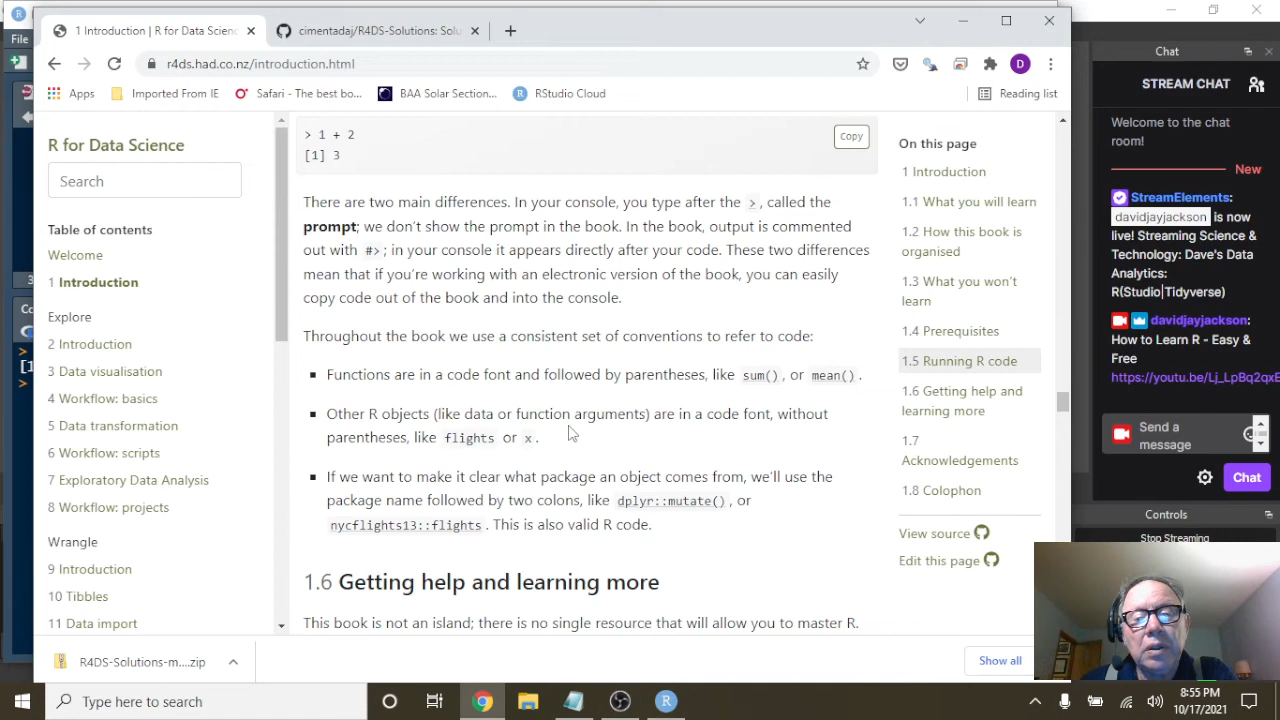 1 Introduction | R for Data Scienc
cimentadaj/R4DS-Solutions: Solu
File
r4ds.had.co.nz/introduction.html
D
Apps
Imported From IE
Safari - The best bo...
BAA Solar Section...
RStudio Cloud
Reading list
R for Data Science
Search
Table of contents
Welcome
1 Introduction
Explore
2 Introduction
3 Data visualisation
4 Workflow: basics
5 Data transformation
6 Workflow: scripts
7 Exploratory Data Analysis
8 Workflow: projects
Wrangle
9 Introduction
10 Tibbles
11 Data import
> 1 + 2
[1] 3
Copy
There are two main differences. In your console, you type after the >, called the
prompt; we don't show the prompt in the book. In the book, output is commented
out with #>; in your console it appears directly after your code. These two differences
mean that if you're working with an electronic version of the book, you can easily
copy code out of the book and into the console.
Throughout the book we use a consistent set of conventions to refer to code:
▪ Functions are in a code font and followed by parentheses, like sum(), or mean().
▪ Other R objects (like data or function arguments) are in a code font, without
parentheses, like flights or x.
▪ If we want to make it clear what package an object comes from, we'll use the
package name followed by two colons, like dplyr::mutate(), or
nycflights13::flights. This is also valid R code.
1.6 Getting help and learning more
This book is not an island; there is no single resource that will allow you to master R.
On this page
1 Introduction
1.1 What you will learn
1.2 How this book is
organised
1.3 What you won't
learn
1.4 Prerequisites
1.5 Running R code
1.6 Getting help and
learning more
1.7
Acknowledgements
1.8 Colophon
View source
Edit this page
Chat
STREAM CHAT
Welcome to the chat
room!
New
StreamElements:
davidjayjackson is now
live! Streaming Science &
Technology: Dave's Data
Analytics:
R(Studio|Tidyverse)
davidjayjackson:
How to Learn R - Easy &
Free
https://youtu.be/Lj_LpBq2qx
Send a
message
Chat
Controls
Stop Streaming
R4DS-Solutions-m....zip
Show all
Type here to search
8:55 PM
10/17/2021